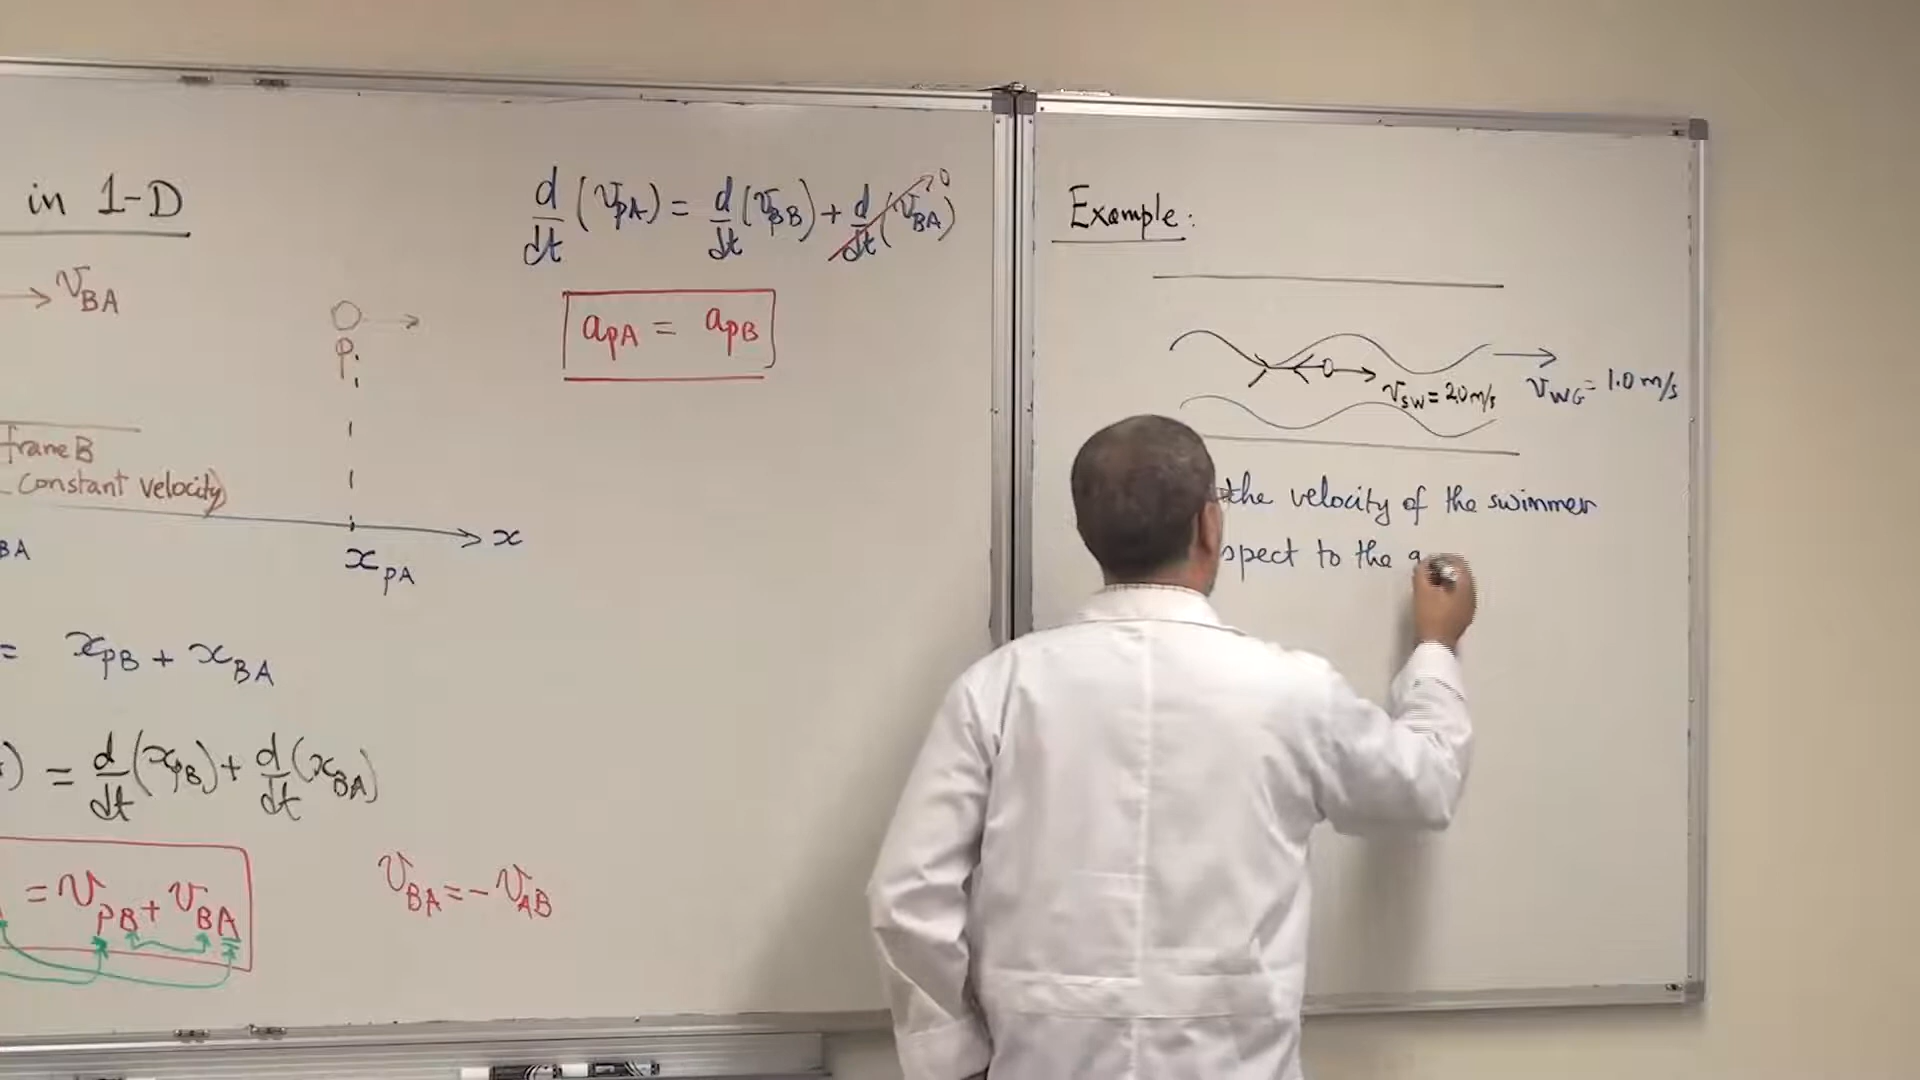 in 1-D
v_BA
P
frame B
constant velocity)
BA
x
x_PA
= x_PB + x_BA
) = d/dt (x_PB) + d/dt (x_BA)
= v_PB + v_BA
v_BA = - v_AB
d/dt (v_PA) = d/dt (v_PB) + d/dt (v_BA) 0
a_PA = a_PB
Example:
v_SW = 2.0 m/s
v_WG = 1.0 m/s
the velocity of the swimmer
spect to the g